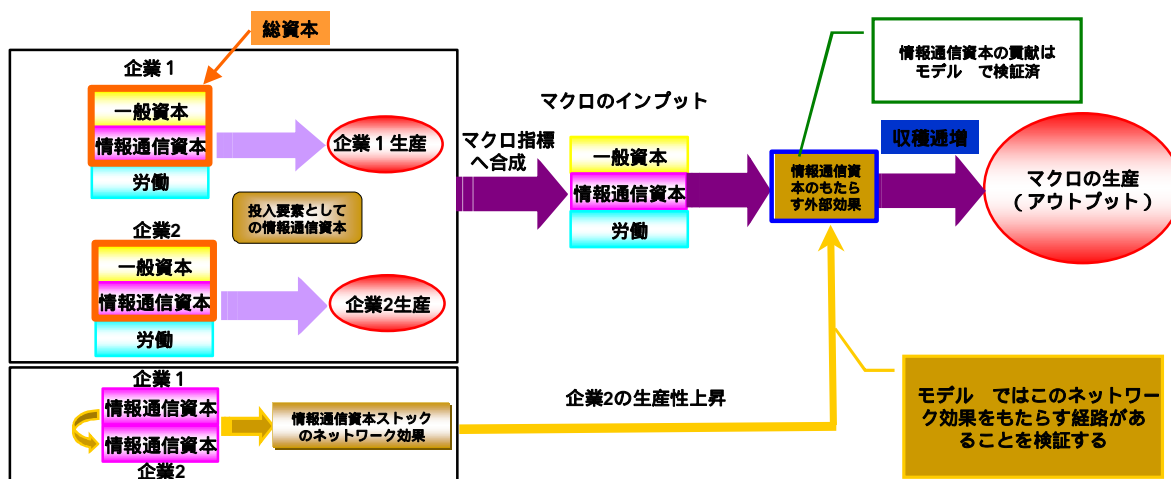 総資本
企業1
一般資本
情報通信資本
労働
企業1生産
投入要素として
の情報通信資本
企業2
一般資本
情報通信資本
労働
企業2生産
マクロ指標
へ合成
マクロのインプット
一般資本
情報通信資本
労働
情報通信資本の貢献は
モデル　で検証済
情報通信資
本のもたら
す外部効果
収穫逓増
マクロの生産
（アウトプット）
企業1
情報通信資本
情報通信資本
企業2
情報通信資本ストック
のネットワーク効果
企業2の生産性上昇
モデル　ではこのネットワー
ク効果をもたらす経路があ
ることを検証する